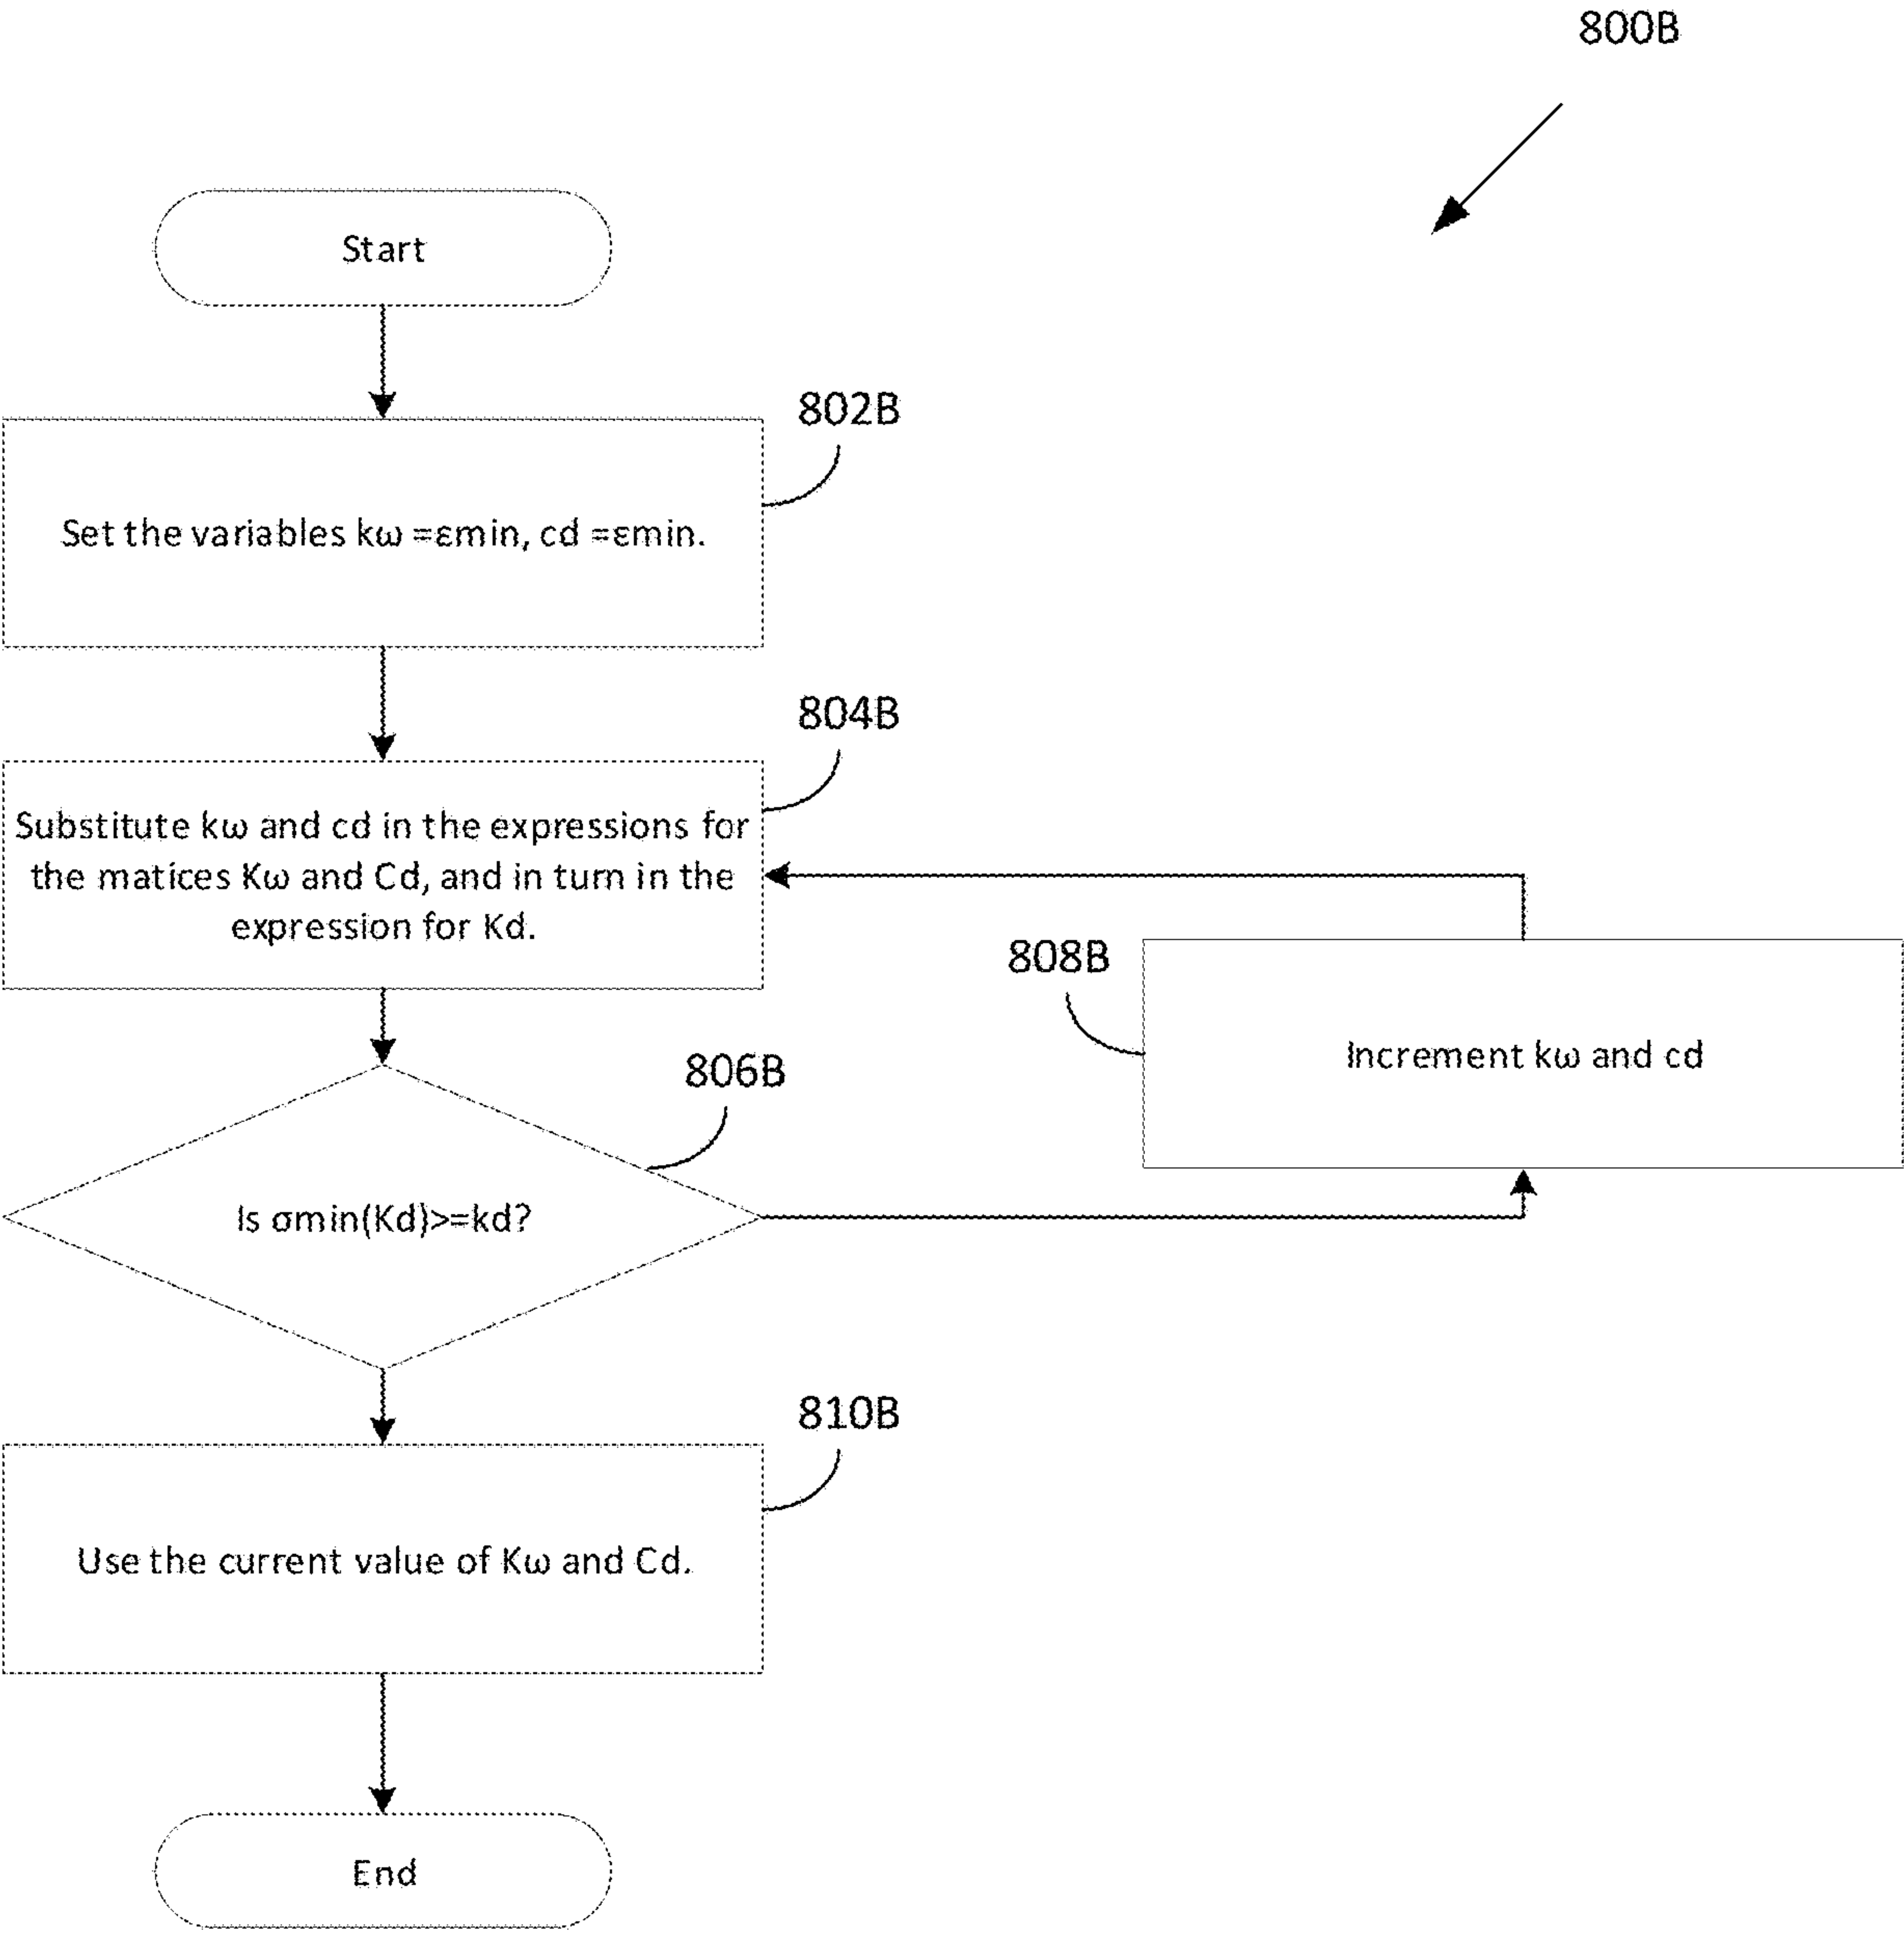 800B
Start
802B
Set the variables kω =εmin, cd =εmin.
804B
Substitute kω and cd in the expressions for
the matices Kω and Cd, and in turn in the
expression for Kd.
808B
Increment kω and cd
806B
Is σmin(Kd)>=kd?
810B
Use the current value of Kω and Cd.
End